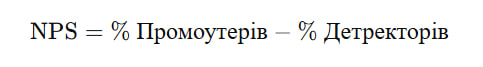 NPS = % Промоутерів − % Детректорів